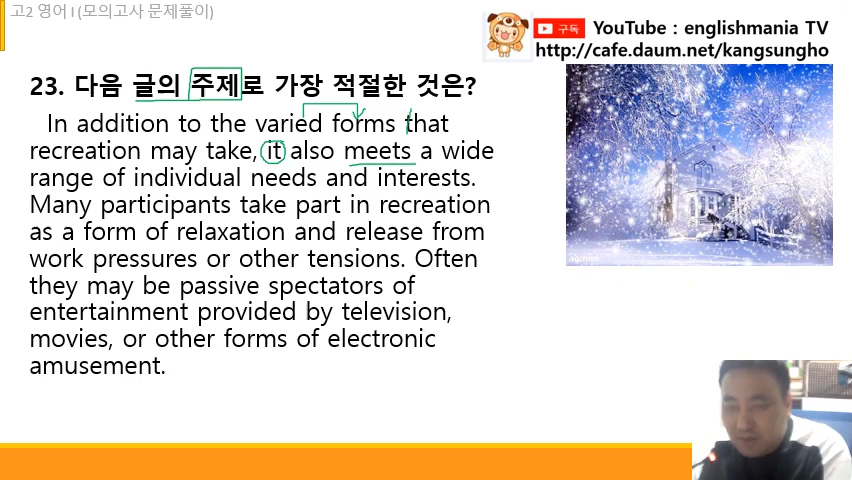 고2 영어 I (모의고사 문제풀이)
구독
YouTube : englishmania TV
http://cafe.daum.net/kangsungho
23. 다음 글의 주제로 가장 적절한 것은?
In addition to the varied forms that
recreation may take, it also meets a wide
range of individual needs and interests.
Many participants take part in recreation
as a form of relaxation and release from
work pressures or other tensions. Often
they may be passive spectators of
entertainment provided by television,
movies, or other forms of electronic
amusement.